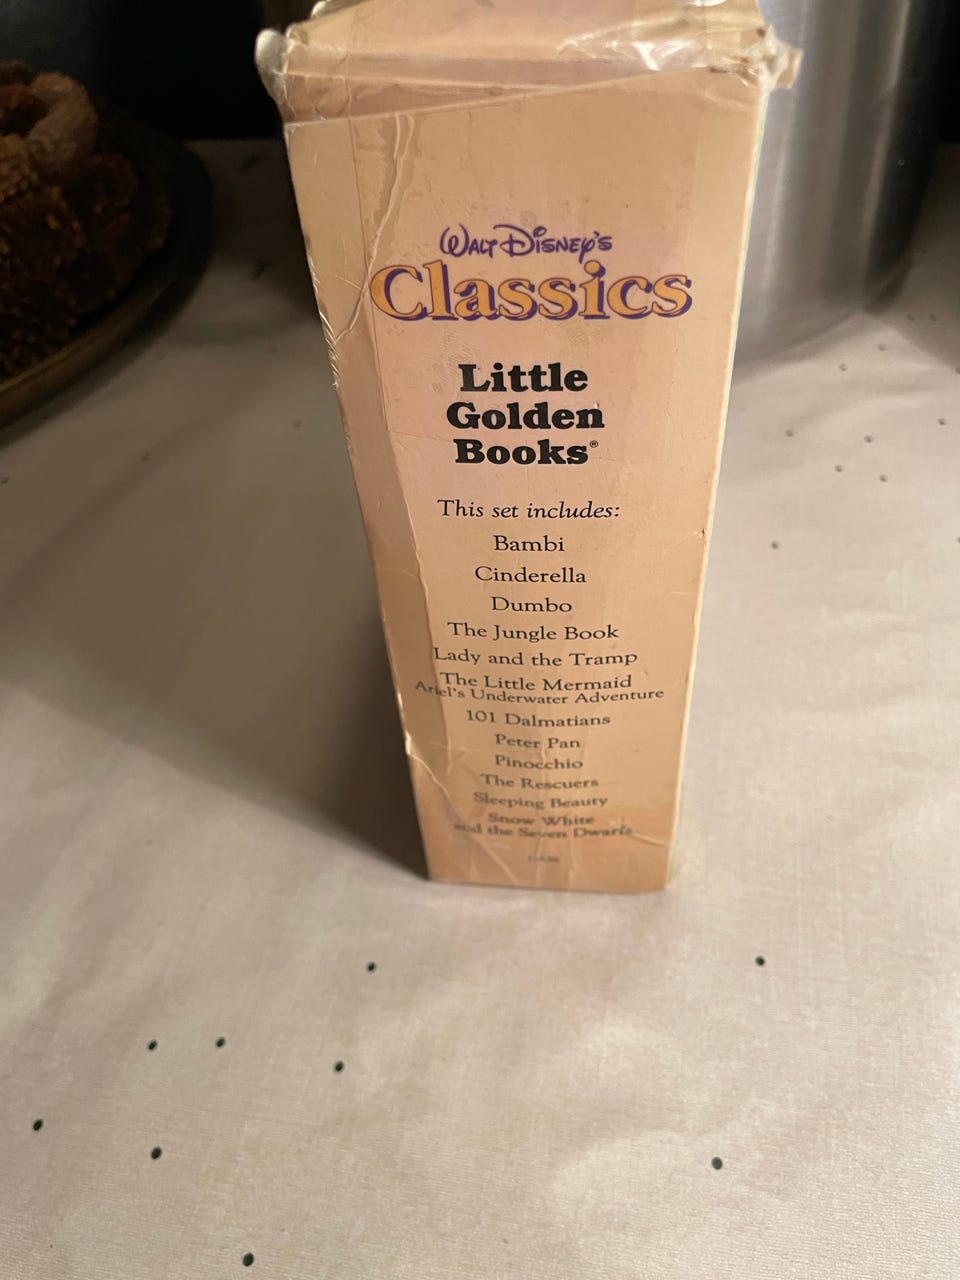 Walt Disney's
Classics
Little
Golden
Books®
This set includes:
Bambi
Cinderella
Dumbo
The Jungle Book
Lady and the Tramp
The Little Mermaid
Ariel's Underwater Adventure
101 Dalmatians
Peter Pan
Pinocchio
The Rescuers
Sleeping Beauty
Snow White
and the Seven Dwarfs